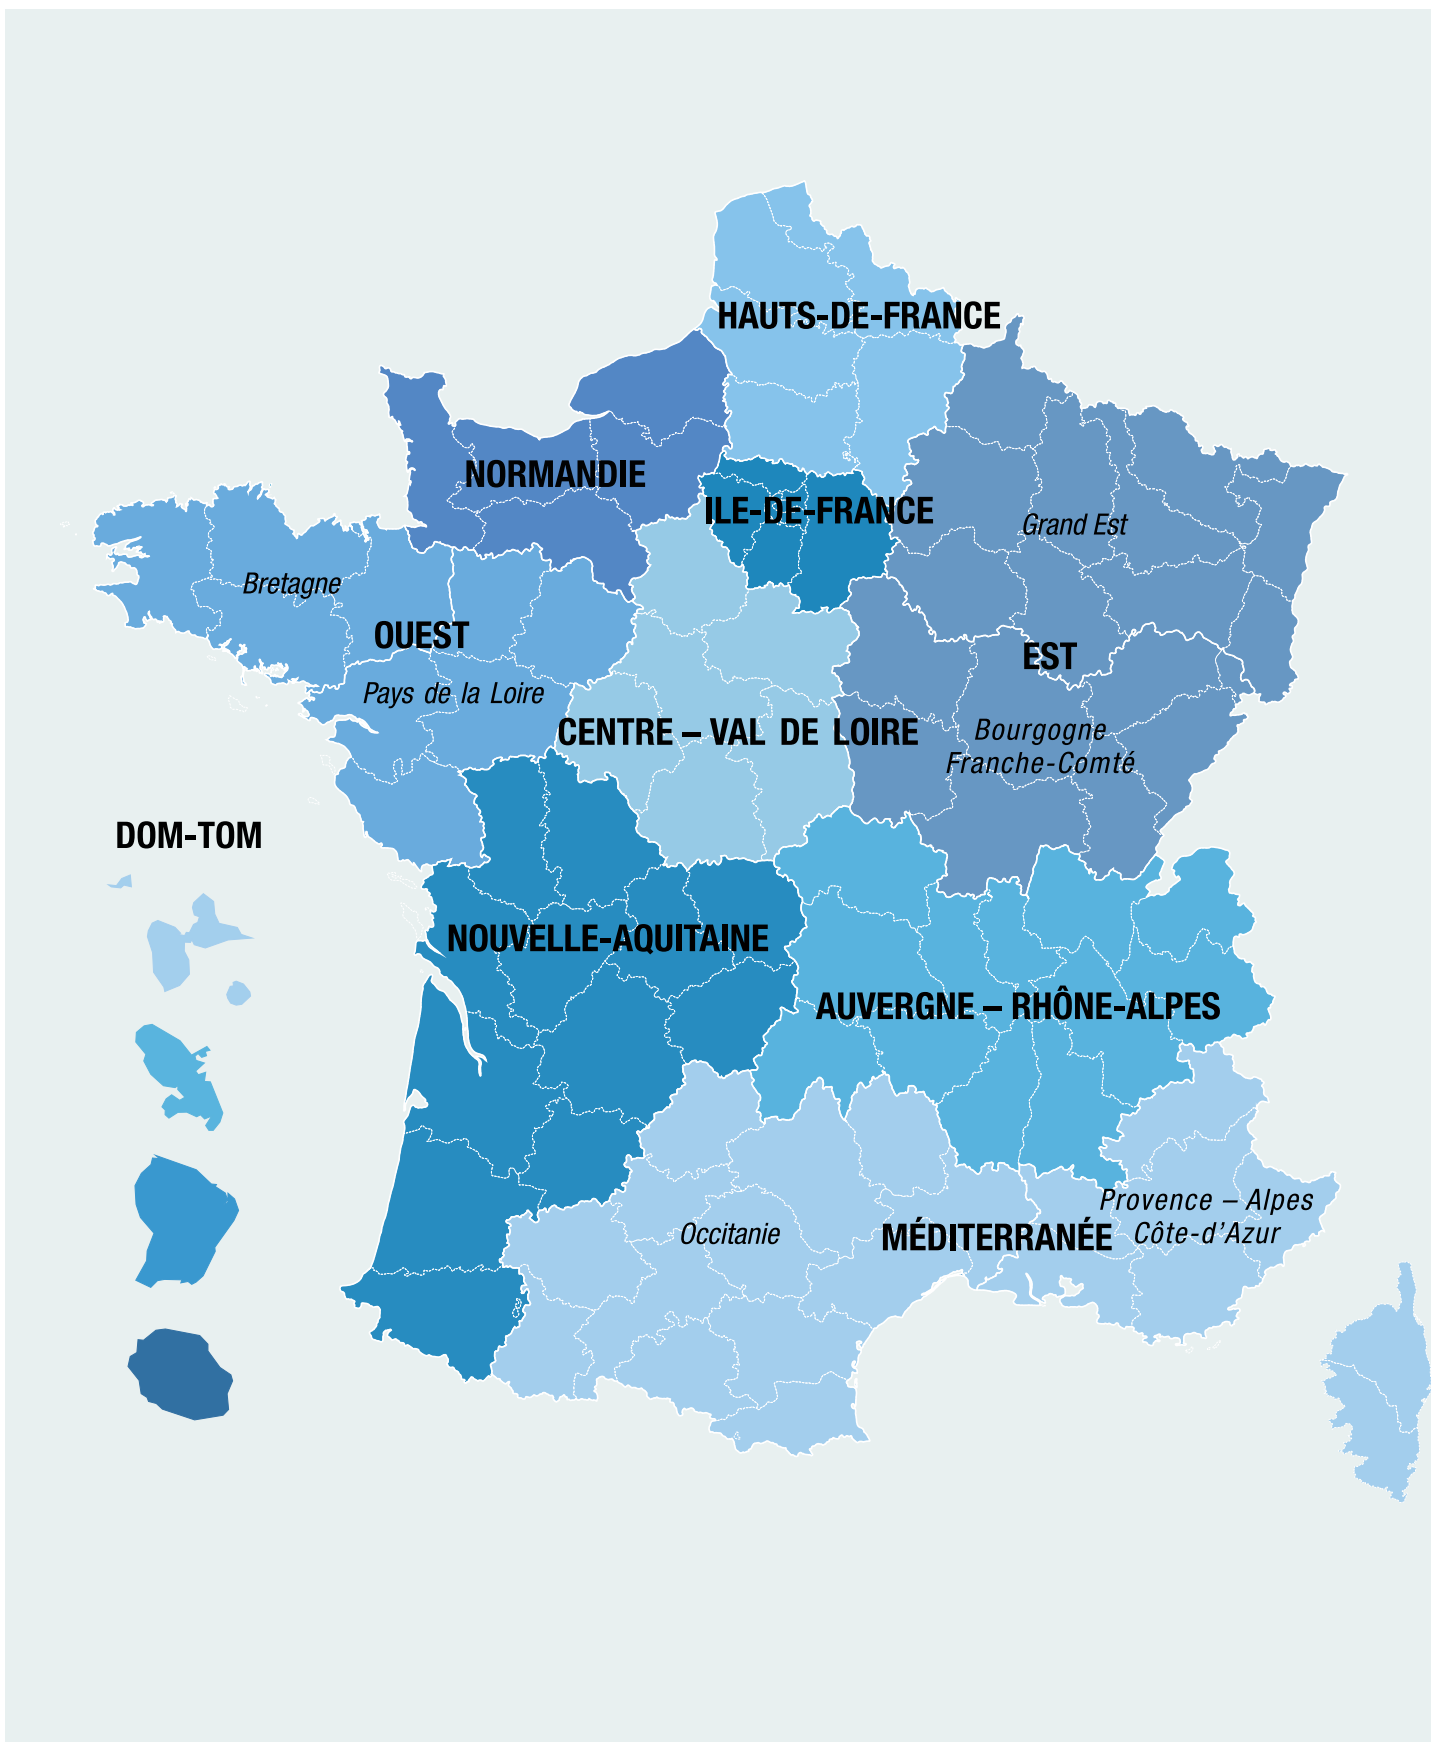 HAUTS-DE-FRANCE
NORMANDIE
ILE-DE-FRANCE
Grand Est
Bretagne
OUEST
EST
Pays de la Loire
CENTRE – VAL DE LOIRE
Bourgogne
Franche-Comté
DOM-TOM
NOUVELLE-AQUITAINE
AUVERGNE – RHÔNE-ALPES
Provence – Alpes
Côte-d'Azur
Occitanie
MÉDITERRANÉE